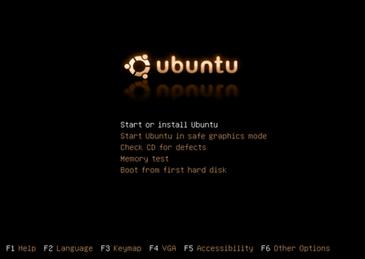 ubuntu
Start or install Ubuntu
Start Ubuntu in safe graphics mode
Check CD for defects
Memory test
Boot from first hard disk
F1 Help F2 Language F3 Keymap F4 VGA F5 Accessibility F6 Other Options